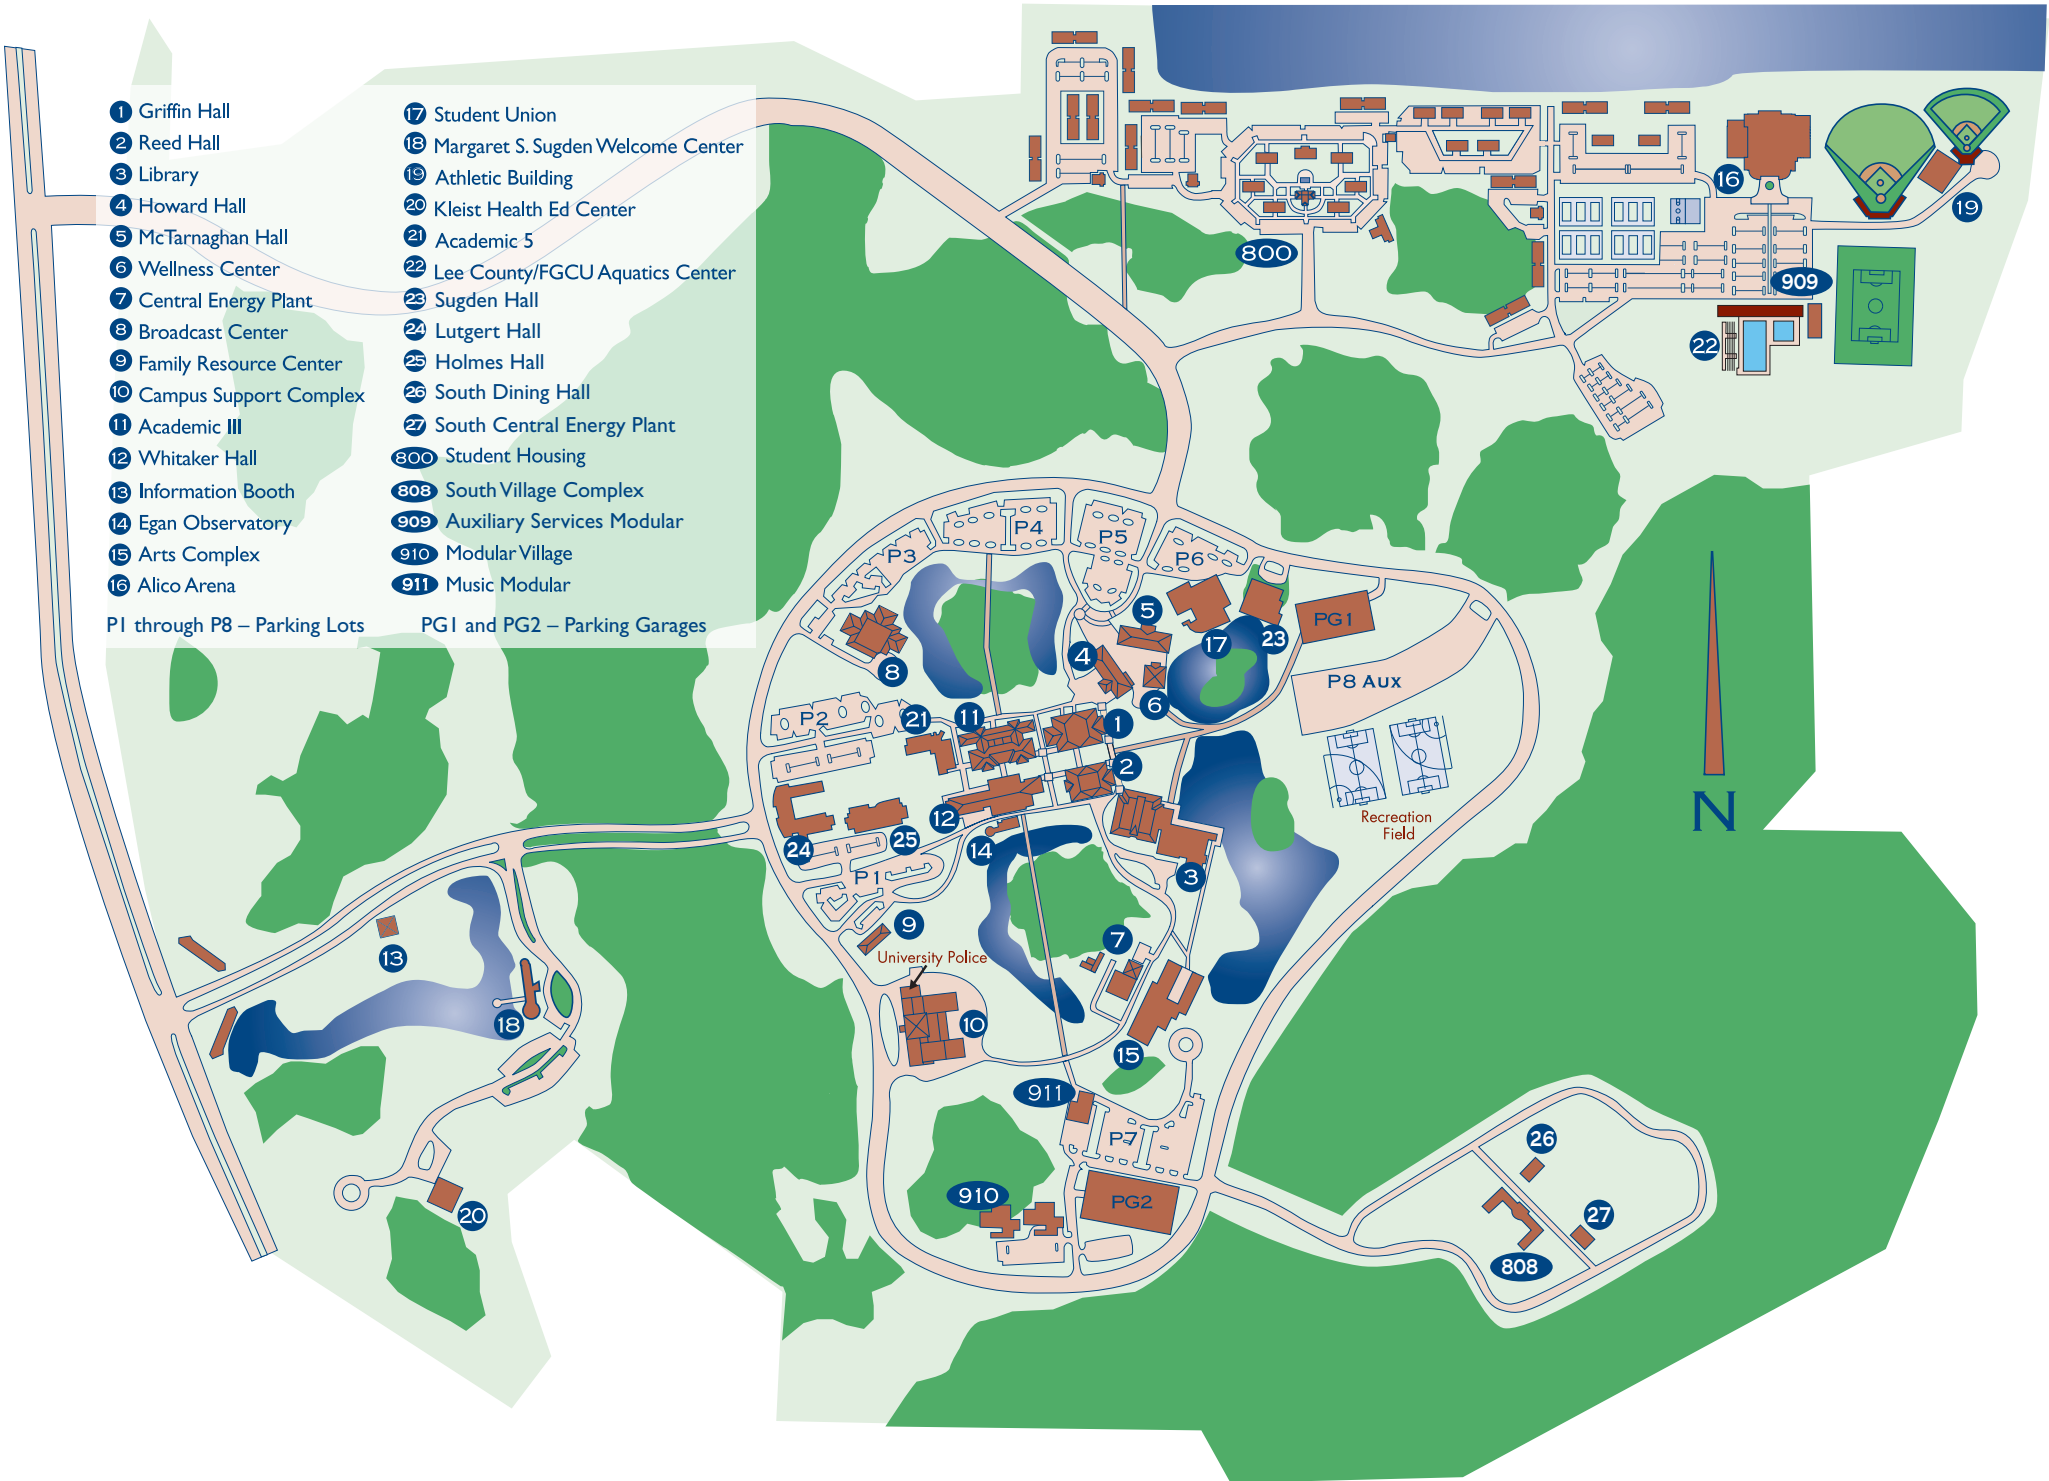 1 Griffin Hall
2 Reed Hall
3 Library
4 Howard Hall
5 McTarnaghan Hall
6 Wellness Center
7 Central Energy Plant
8 Broadcast Center
9 Family Resource Center
10 Campus Support Complex
11 Academic III
12 Whitaker Hall
13 Information Booth
14 Egan Observatory
15 Arts Complex
16 Alico Arena
17 Student Union
18 Margaret S. Sugden Welcome Center
19 Athletic Building
20 Kleist Health Ed Center
21 Academic 5
22 Lee County/FGCU Aquatics Center
23 Sugden Hall
24 Lutgert Hall
25 Holmes Hall
26 South Dining Hall
27 South Central Energy Plant
800 Student Housing
808 South Village Complex
909 Auxiliary Services Modular
910 Modular Village
911 Music Modular
P1 through P8 – Parking Lots
PG1 and PG2 – Parking Garages
16
19
800
909
22
P4
P5
P3
P6
5
PG1
17
23
4
8
P8 Aux
6
P2
21
11
1
2
12
Recreation
Field
N
24
25
14
P1
3
9
7
University Police
13
18
10
15
911
P7
26
910
PG2
20
27
808